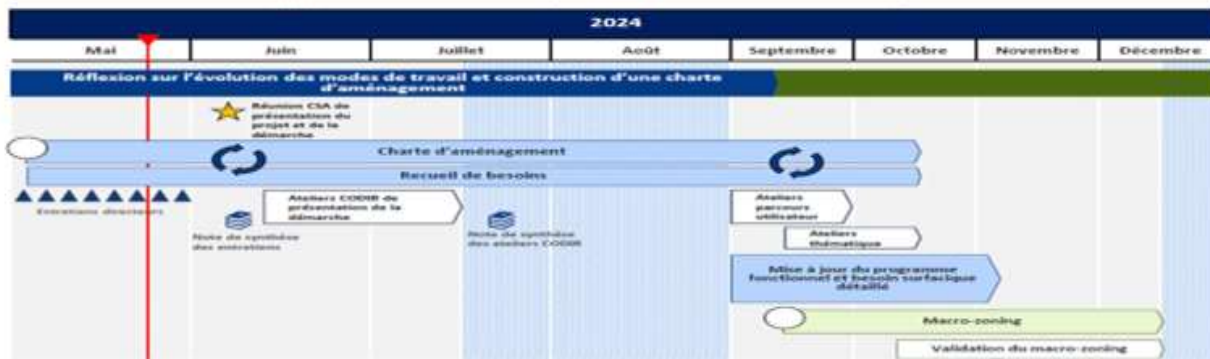 2024
Mai Juin Juillet Août Septembre Octobre Novembre Décembre
Réflexion sur l'évolution des modes de travail et construction d'une charte
d'aménagement
Réunion CSA de
présentation du
projet et de la
démarche
Charte d'aménagement
Recueil de besoins
Entretiens directeurs
Note de synthèse
des entretiens
Ateliers CODIR de
présentation de la
démarche
Note de synthèse
des ateliers CODIR
Ateliers
parcours
utilisateur
Ateliers
thématique
Mise à jour du programme
fonctionnel et besoin surfacique
détaillé
Macro-zoning
Validation du macro-zoning